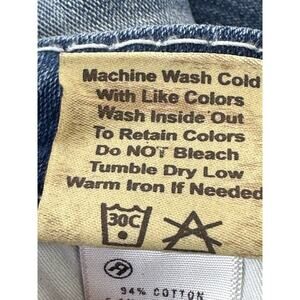 Machine Wash Cold
With Like Colors
Wash Inside Out
To Retain Colors
Do NOT Bleach
Tumble Dry Low
Warm Iron If Needed
30C
94% COTTON